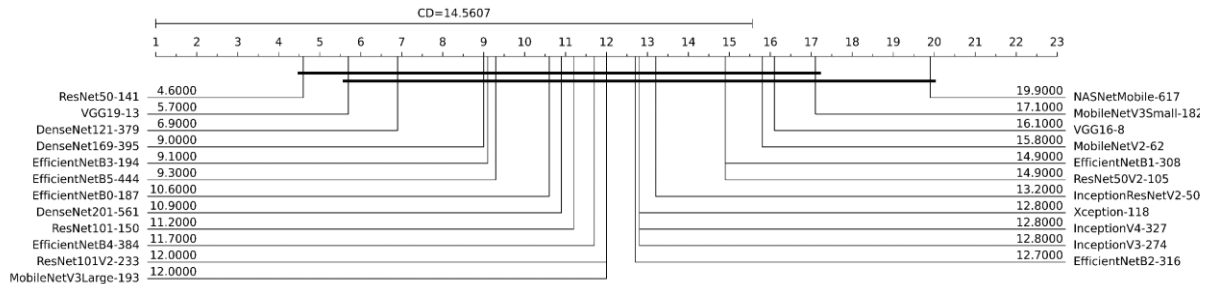 CD=14.5607
1 2 3 4 5 6 7 8 9 10 11 12 13 14 15 16 17 18 19 20 21 22 23
ResNet50-141 4.6000 19.9000 NASNetMobile-617
VGG19-13 5.7000 17.1000 MobileNetV3Small-182
DenseNet121-379 6.9000 16.1000 VGG16-8
DenseNet169-395 9.0000 15.8000 MobileNetV2-62
EfficientNetB3-194 9.1000 14.9000 EfficientNetB1-308
EfficientNetB5-444 9.3000 14.9000 ResNet50V2-105
EfficientNetB0-187 10.6000 13.2000 InceptionResNetV2-50
DenseNet201-561 10.9000 12.8000 Xception-118
ResNet101-150 11.2000 12.8000 InceptionV4-327
EfficientNetB4-384 11.7000 12.8000 InceptionV3-274
ResNet101V2-233 12.0000 12.7000 EfficientNetB2-316
MobileNetV3Large-193 12.0000